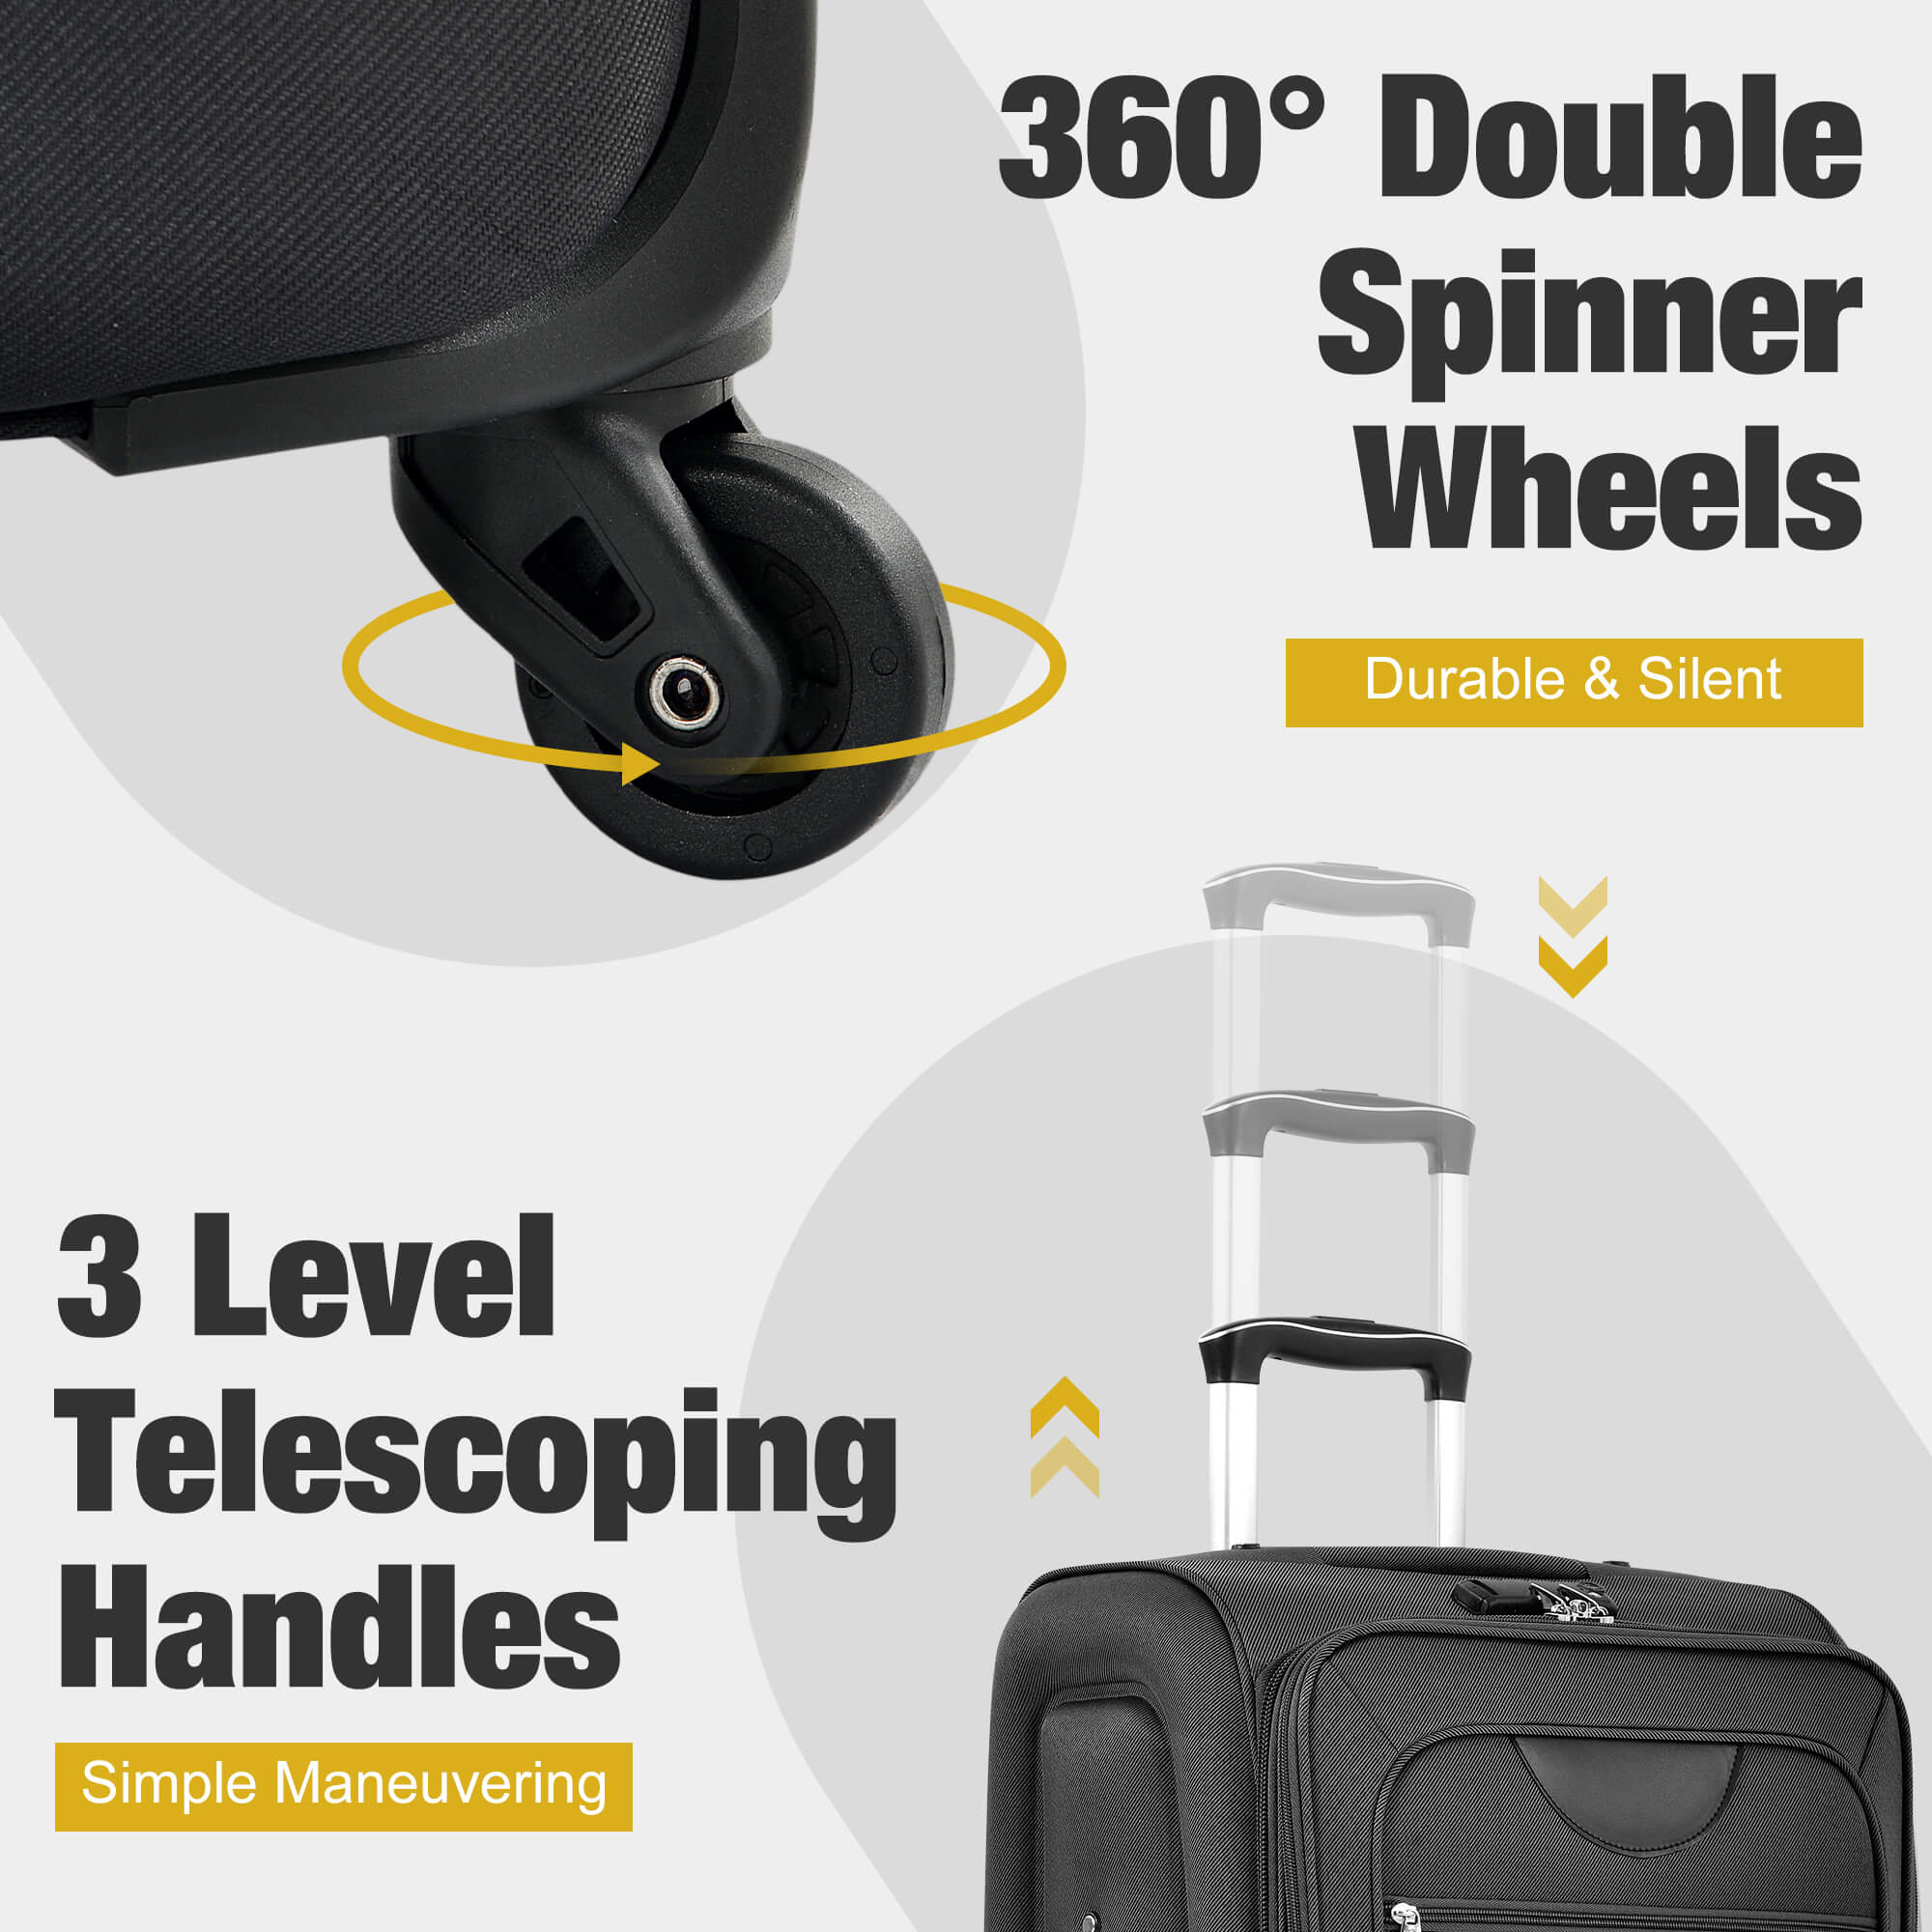 360° Double
Spinner
Wheels
Durable & Silent
3 Level
Telescoping
Handles
Simple Maneuvering